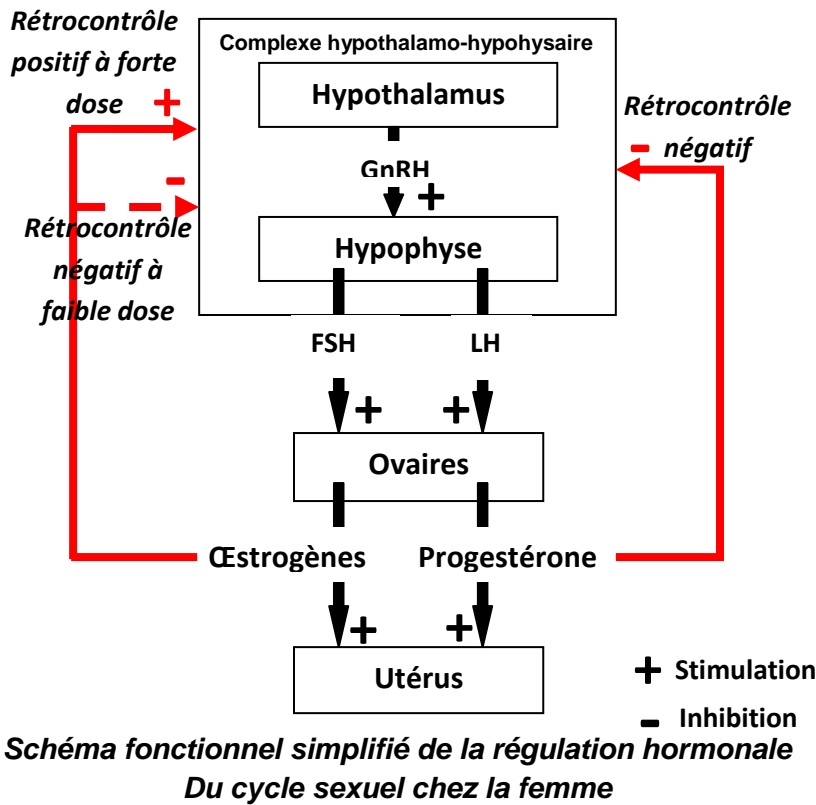 Rétrocontrôle
positif à forte
dose +
Complexe hypothalamo-hypohysaire
Hypothalamus
Rétrocontrôle
- négatif
GnRH
+
-
Rétrocontrôle
négatif à
faible dose
Hypophyse
FSH LH
+ +
Ovaires
Œstrogènes Progestérone
+ +
Utérus
+ Stimulation
- Inhibition
Schéma fonctionnel simplifié de la régulation hormonale
Du cycle sexuel chez la femme